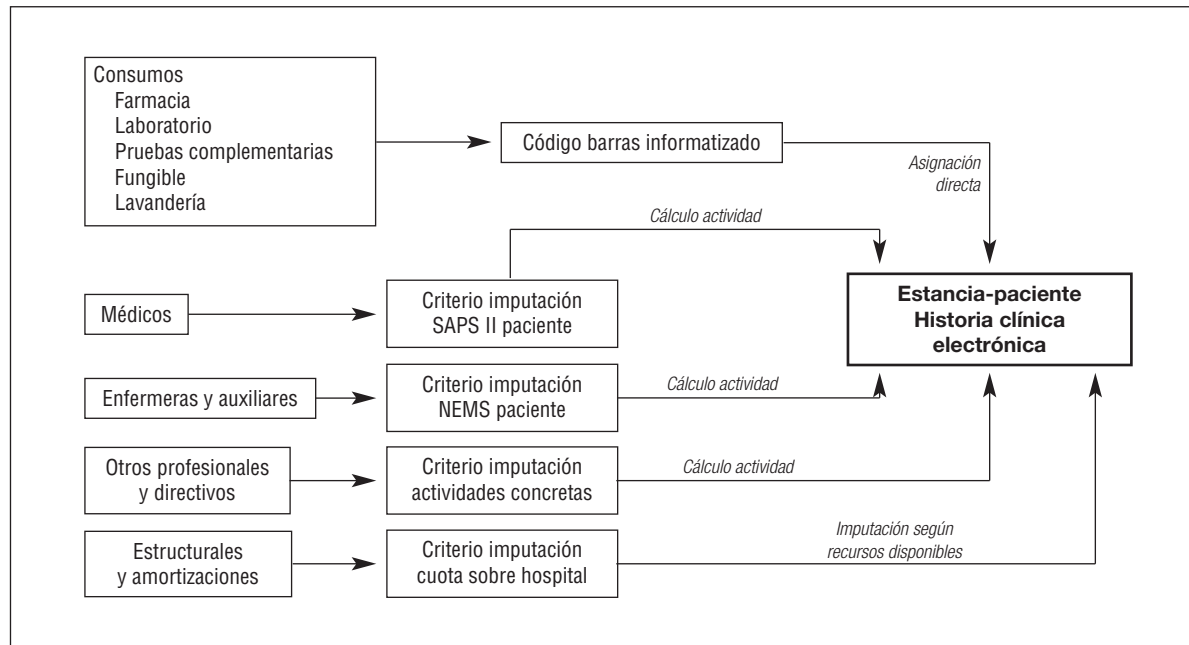 Consumos
Farmacia
Laboratorio
Pruebas complementarias
Fungible
Lavandería
Código barras informatizado
Asignación
directa
Cálculo actividad
Médicos
Criterio imputación
SAPS II paciente
Estancia-paciente
Historia clínica
electrónica
Enfermeras y auxiliares
Criterio imputación
NEMS paciente
Cálculo actividad
Otros profesionales
y directivos
Criterio imputación
actividades concretas
Cálculo actividad
Estructurales
y amortizaciones
Criterio imputación
cuota sobre hospital
Imputación según
recursos disponibles